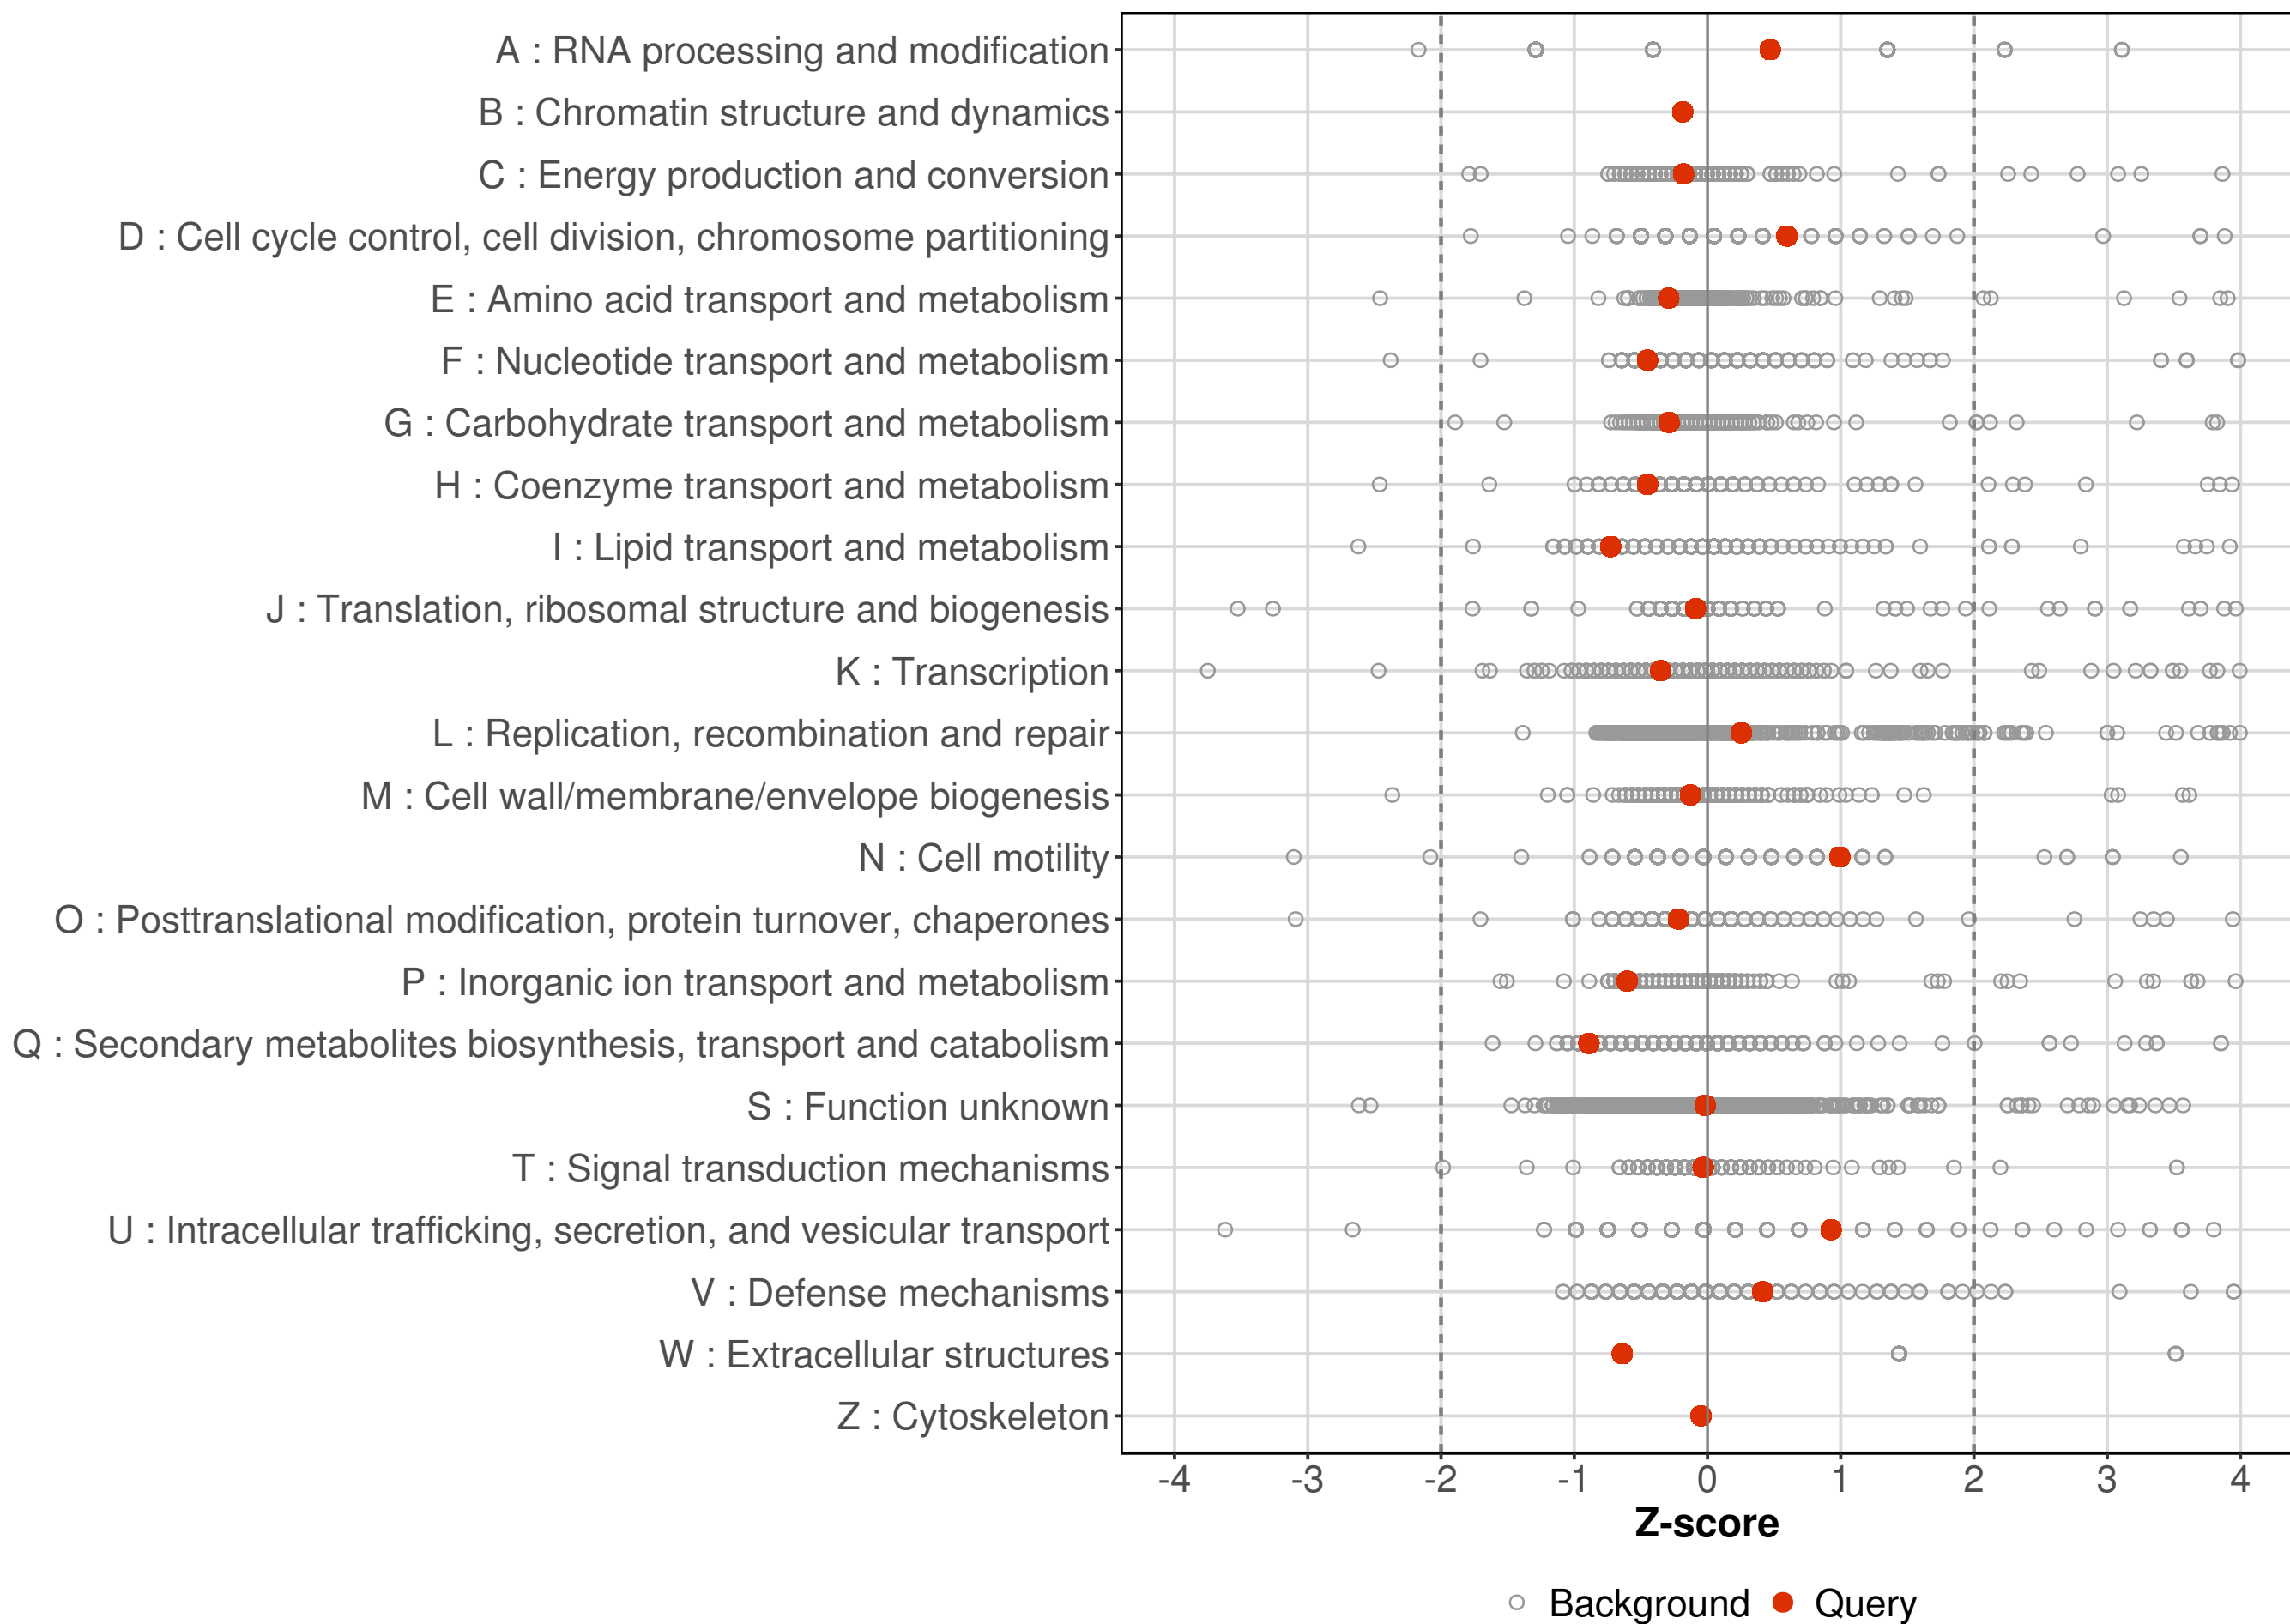 A : RNA processing and modification
B : Chromatin structure and dynamics
C : Energy production and conversion
D : Cell cycle control, cell division, chromosome partitioning
E : Amino acid transport and metabolism
F : Nucleotide transport and metabolism
G : Carbohydrate transport and metabolism
H : Coenzyme transport and metabolism
I : Lipid transport and metabolism
J : Translation, ribosomal structure and biogenesis
K : Transcription
L : Replication, recombination and repair
M : Cell wall/membrane/envelope biogenesis
N : Cell motility
O : Posttranslational modification, protein turnover, chaperones
P : Inorganic ion transport and metabolism
Q : Secondary metabolites biosynthesis, transport and catabolism
S : Function unknown
T : Signal transduction mechanisms
U : Intracellular trafficking, secretion, and vesicular transport
V : Defense mechanisms
W : Extracellular structures
Z : Cytoskeleton
-4 -3 -2 -1 0 1 2 3 4
Z-score
Background Query